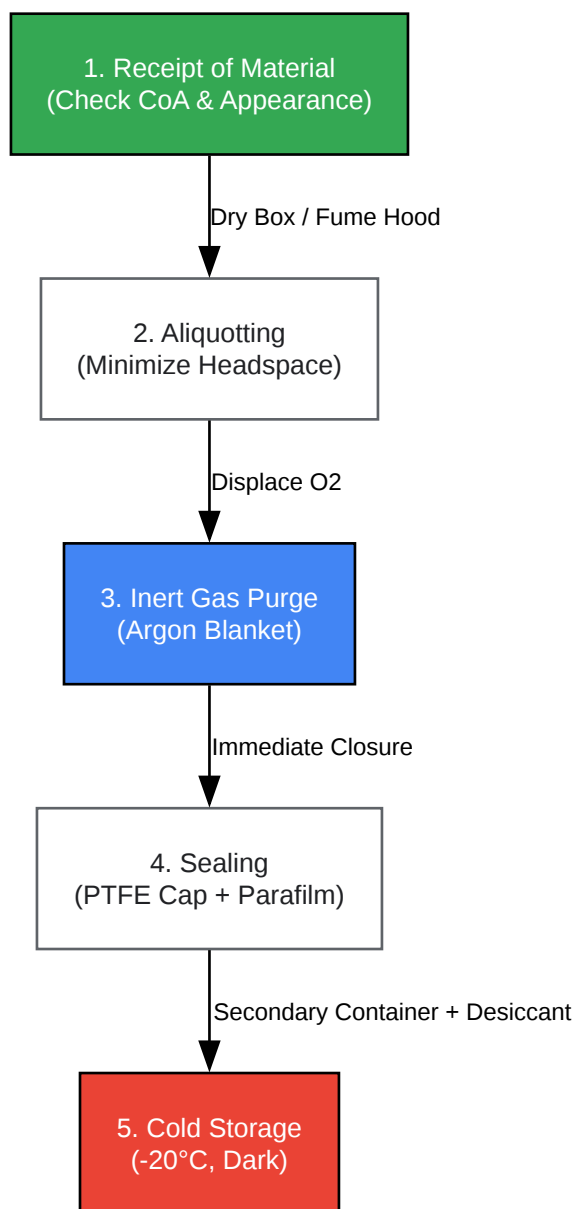 1. Receipt of Material
(Check CoA & Appearance)
Dry Box / Fume Hood
2. Aliquotting
(Minimize Headspace)
Displace O2
3. Inert Gas Purge
(Argon Blanket)
Immediate Closure
4. Sealing
(PTFE Cap + Parafilm)
Secondary Container + Desiccant
5. Cold Storage
(-20°C, Dark)